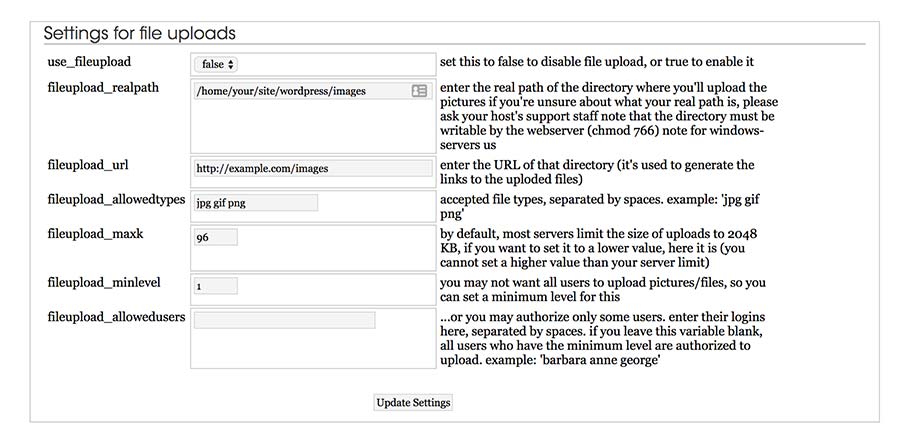 Settings for file uploads
use_fileupload
false
set this to false to disable file upload, or true to enable it
fileupload_realpath
/home/your/site/wordpress/images
enter the real path of the directory where you'll upload the
pictures if you're unsure about what your real path is, please
ask your host's support staff note that the directory must be
writable by the webserver (chmod 766) note for windows-
servers us
fileupload_url
http://example.com/images
enter the URL of that directory (it's used to generate the
links to the uploded files)
fileupload_allowedtypes
jpg gif png
accepted file types, separated by spaces. example: 'jpg gif
png'
fileupload_maxk
96
by default, most servers limit the size of uploads to 2048
KB, if you want to set it to a lower value, here it is (you
cannot set a higher value than your server limit)
fileupload_minlevel
1
you may not want all users to upload pictures/files, so you
can set a minimum level for this
fileupload_allowedusers
...or you may authorize only some users. enter their logins
here, separated by spaces. if you leave this variable blank,
all users who have the minimum level are authorized to
upload. example: 'barbara anne george'
Update Settings